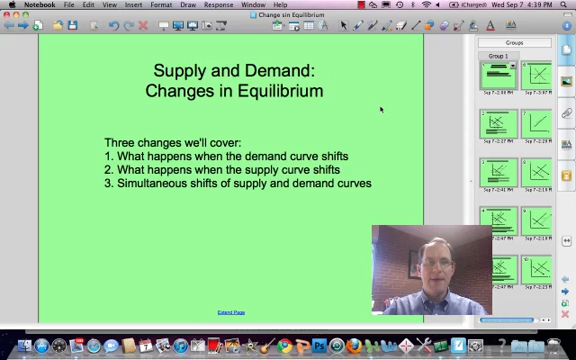 Notebook File Edit View Insert Format Draw Response Window Help
(Charged) Wed Sep 7 4:39 PM
Change sin Equilibrium
Groups
Group 1
Supply and Demand:
Changes in Equilibrium
Three changes we'll cover:
1. What happens when the demand curve shifts
2. What happens when the supply curve shifts
3. Simultaneous shifts of supply and demand curves
Extend Page